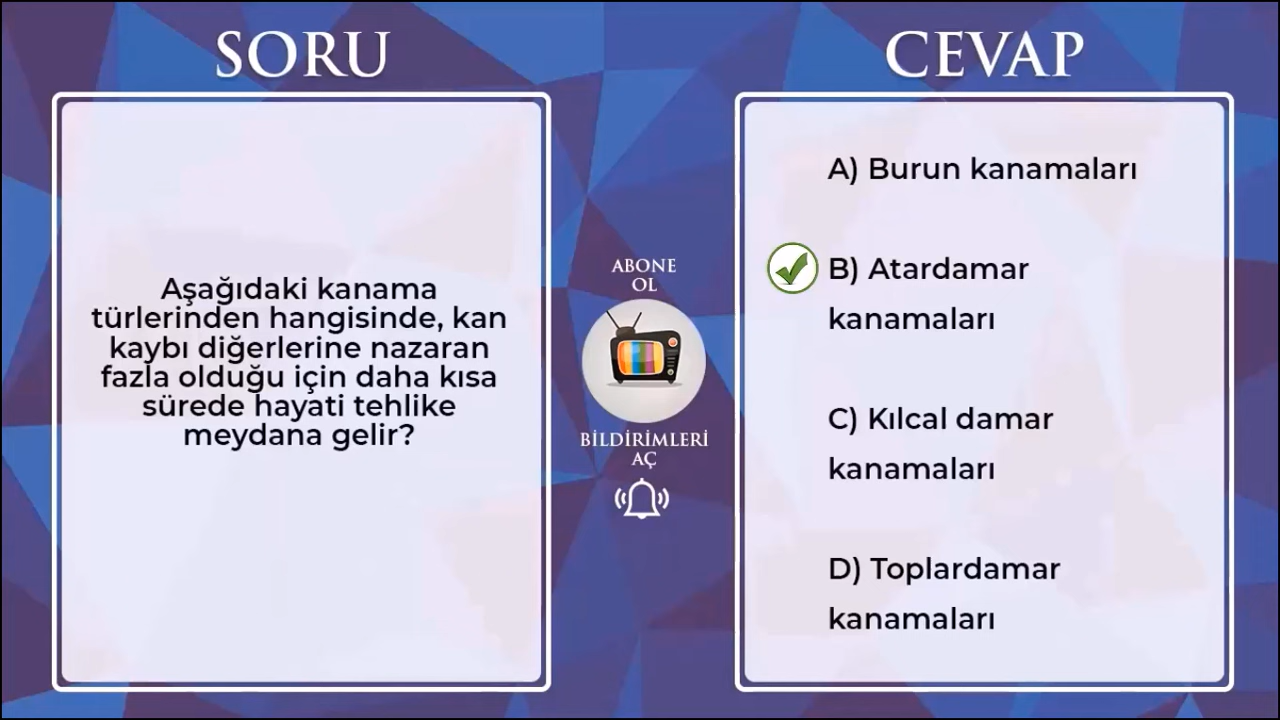 SORU
Aşağıdaki kanama
türlerinden hangisinde, kan
kaybı diğerlerine nazaran
fazla olduğu için daha kısa
sürede hayati tehlike
meydana gelir?
ABONE
OL
BİLDİRİMLERİ
AÇ
CEVAP
A) Burun kanamaları
B) Atardamar
kanamaları
C) Kılcal damar
kanamaları
D) Toplardamar
kanamaları